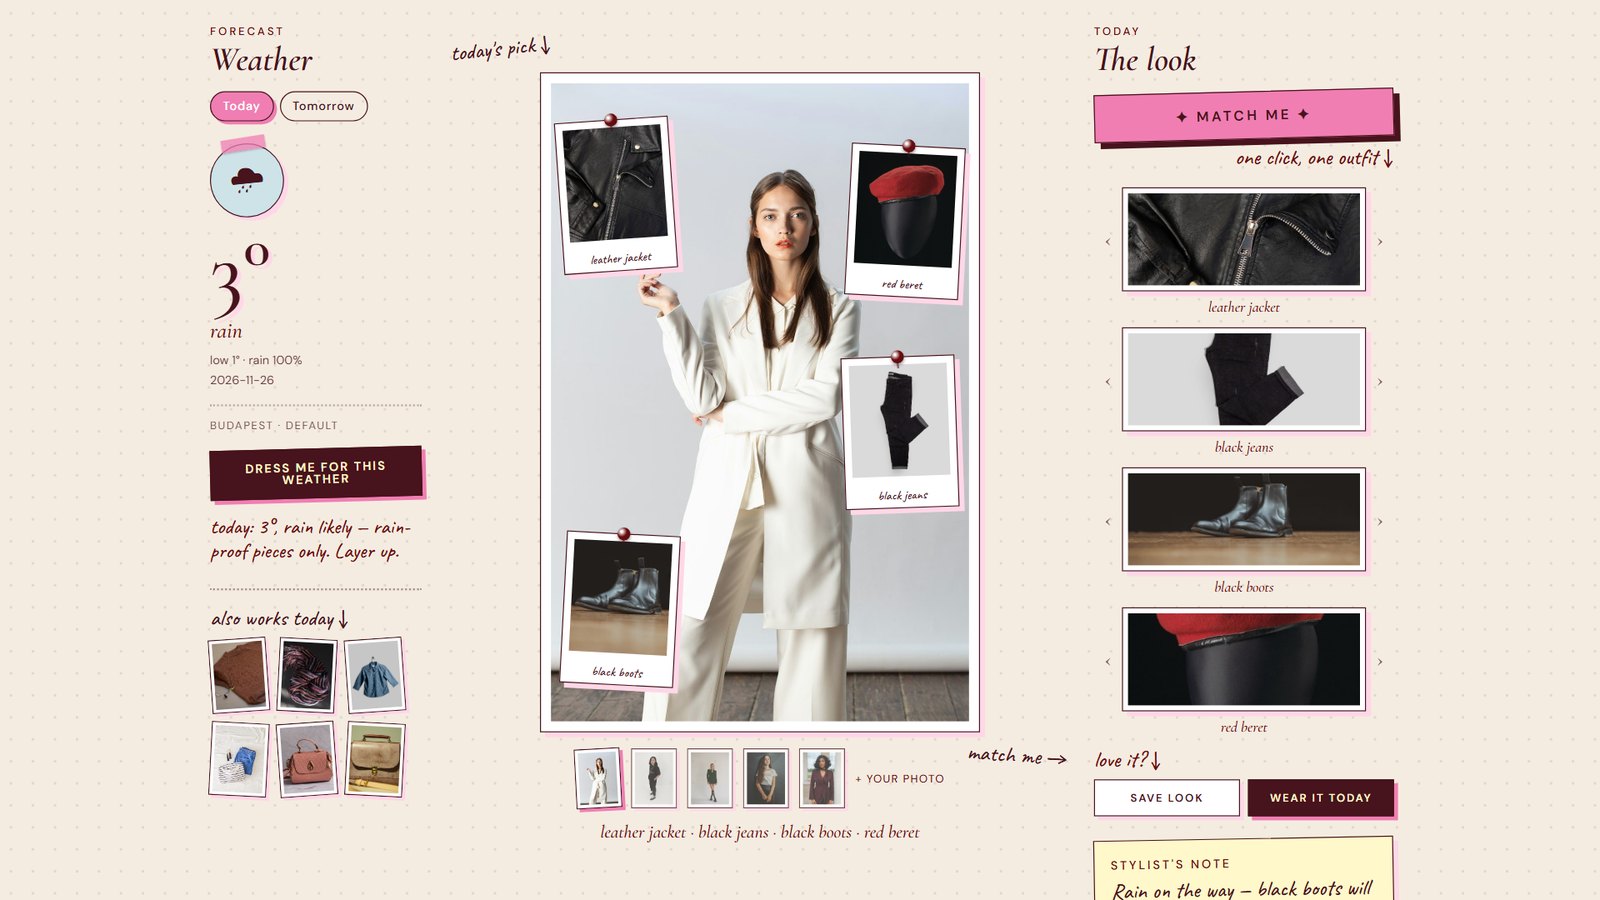 FORECAST
Weather
Today
Tomorrow
3°
rain
low 1° · rain 100%
2026-11-26
BUDAPEST · DEFAULT
DRESS ME FOR THIS
WEATHER
today: 3°, rain likely — rain-
proof pieces only. Layer up.
also works today ↓
today's pick ↓
leather jacket
red beret
black jeans
black boots
+ YOUR PHOTO
match me →
leather jacket · black jeans · black boots · red beret
TODAY
The look
✦ MATCH ME ✦
one click, one outfit ↓
‹ ›
leather jacket
‹ ›
black jeans
‹ ›
black boots
‹ ›
red beret
love it? ↓
SAVE LOOK
WEAR IT TODAY
STYLIST'S NOTE
Rain on the way — black boots will